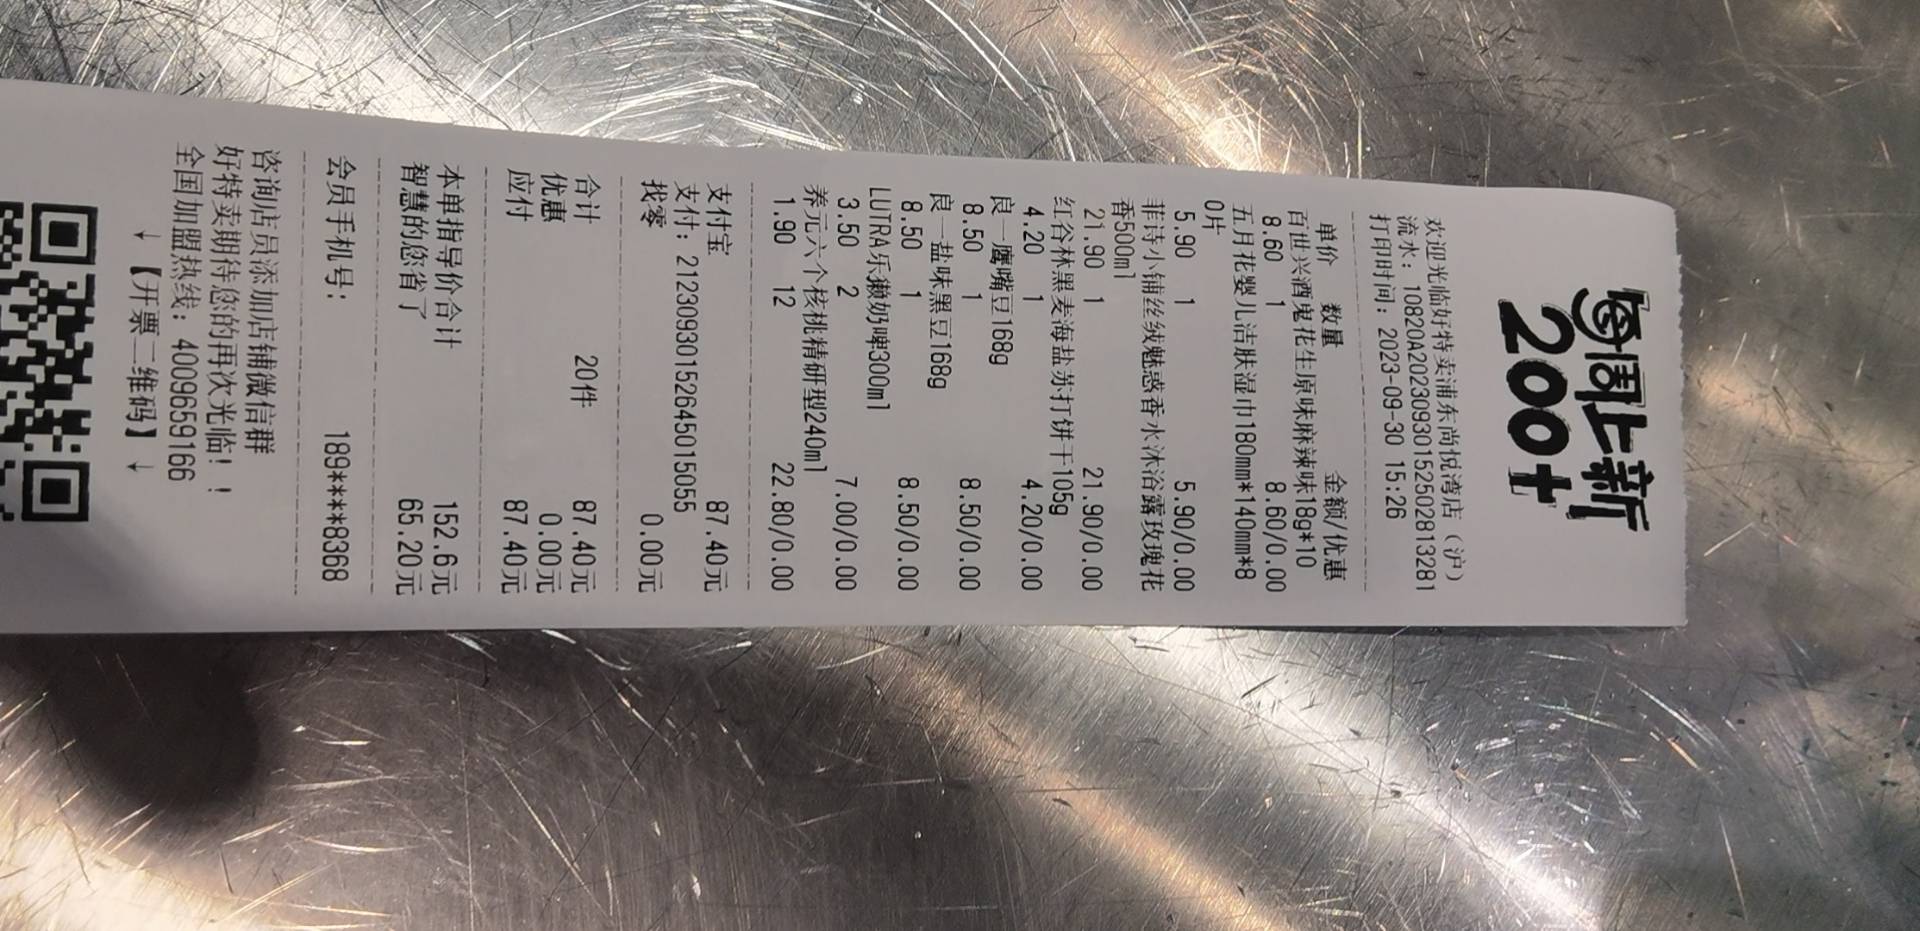 每周上新
200+
欢迎光临好特卖浦东尚悦湾店（沪）
流水：10820A202309301525028132​81
打印时间：2023-09-30 15:26
单价 数量 金额/优惠
百世兴酒鬼花生原味麻辣味18g*10
8.60 1 8.60/0.00
五月花婴儿洁肤湿巾180mm*140mm*8
0片
5.90 1 5.90/0.00
菲诗小铺丝绒魅惑香水沐浴露玫瑰花
香500ml
21.90 1 21.90/0.00
红谷林黑麦海盐苏打饼干105g
4.20 1 4.20/0.00
良一鹰嘴豆168g
8.50 1 8.50/0.00
良一盐味黑豆168g
8.50 1 8.50/0.00
LUTRA乐獭奶啤300ml
3.50 2 7.00/0.00
养元六个核桃精研型240ml
1.90 12 22.80/0.00
支付宝 87.40元
支付：21230930152645015055
找零 0.00元
合计 20件 87.40元
优惠 0.00元
应付 87.40元
本单指导价合计 152.6元
智慧的您省了 65.20元
会员手机号： 189****8368
咨询店员添加店铺微信群
好特卖期待您的再次光临！！
全国加盟热线：4009659166
↓【开票二维码】↓